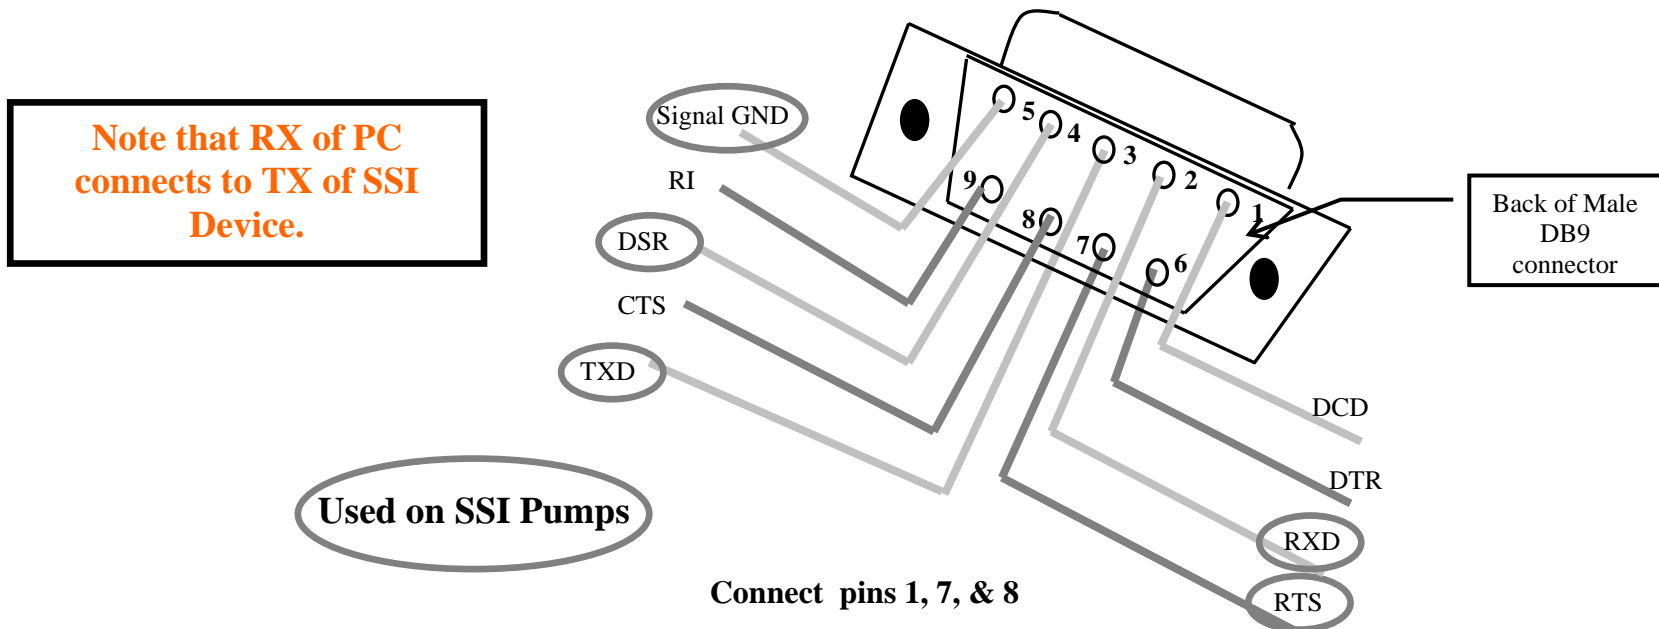 Note that RX of PC
connects to TX of SSI
Device.
Signal GND
RI
DSR
CTS
TXD
5
4
3
2
1
9
8
7
6
Back of Male
DB9
connector
DCD
DTR
RXD
RTS
Used on SSI Pumps
Connect pins 1, 7, & 8